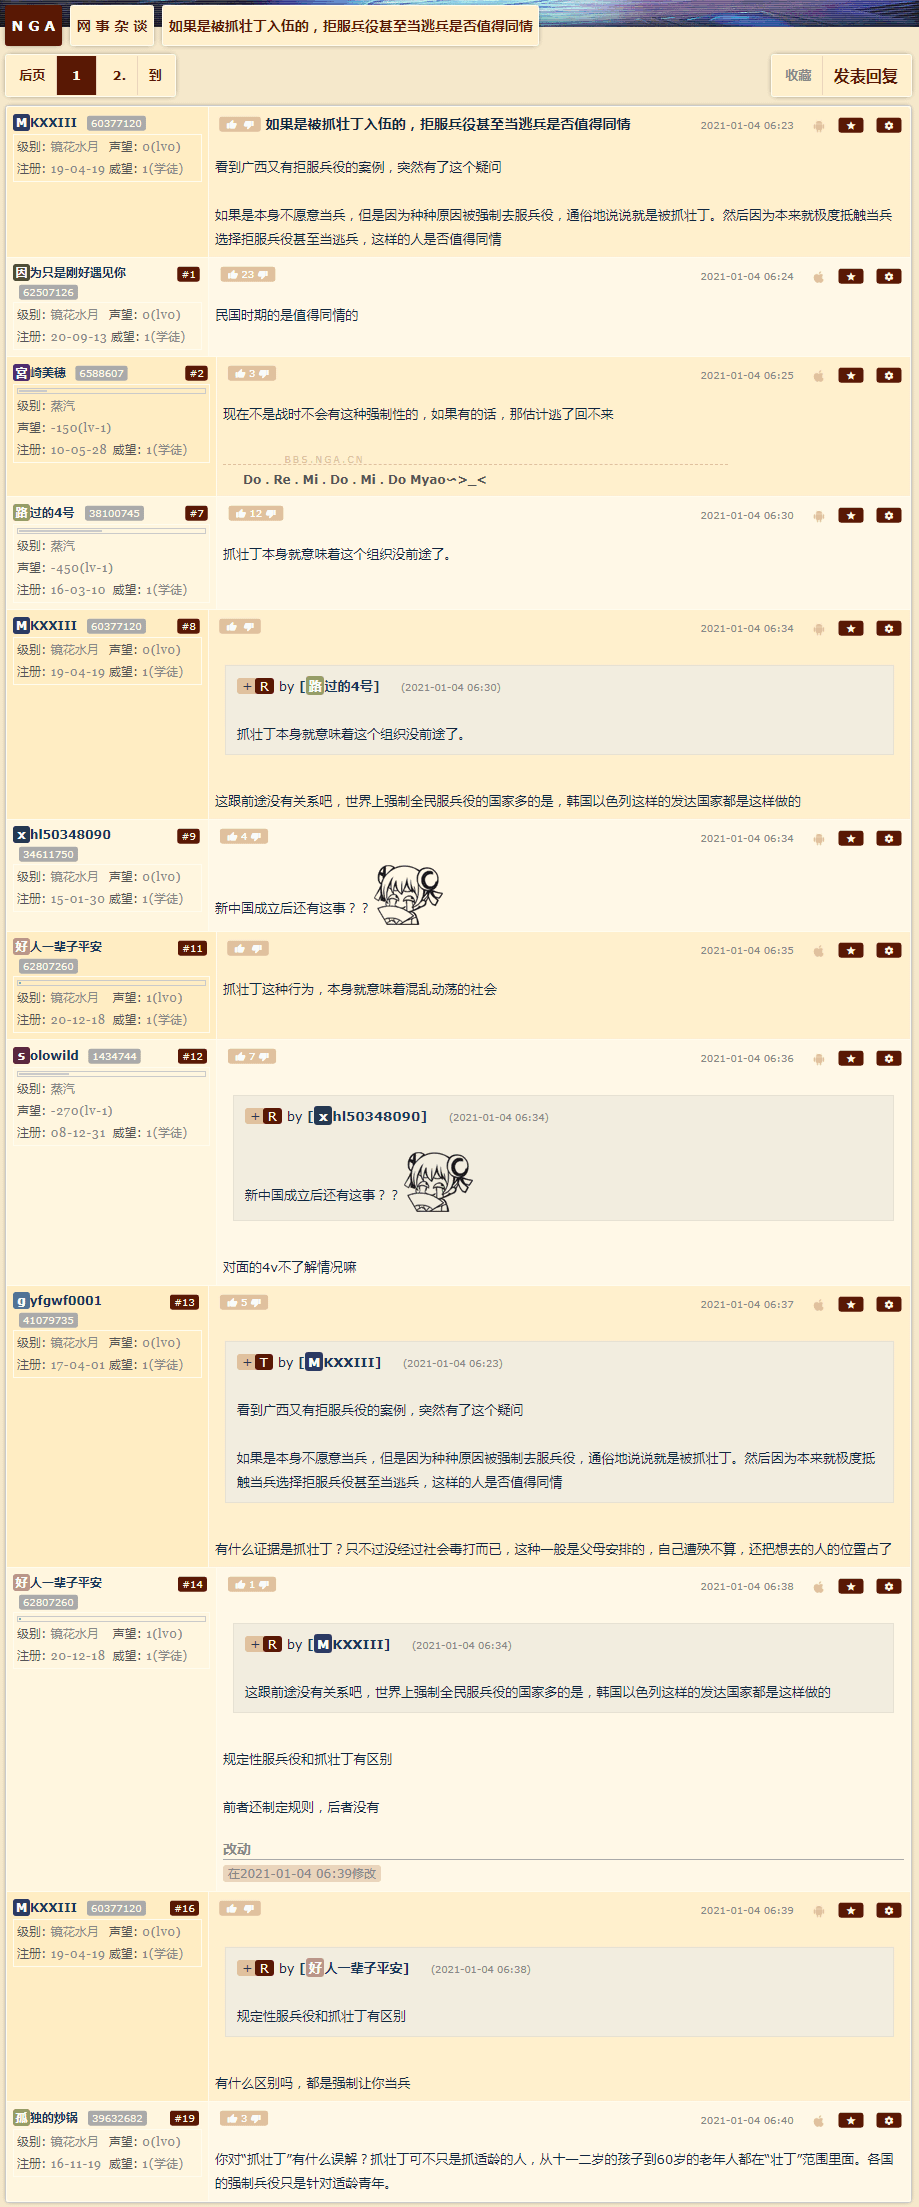 NGA 网事杂谈 如果是被抓壮丁入伍的，拒服兵役甚至当逃兵是否值得同情
后页 1 2. 到 收藏 发表回复
MKXXIII 60377120 如果是被抓壮丁入伍的，拒服兵役甚至当逃兵是否值得同情 2021-01-04 06:23
级别: 镜花水月 声望: 0(lv0)
注册: 19-04-19 威望: 1(学徒)
看到广西又有拒服兵役的案例，突然有了这个疑问
如果是本身不愿意当兵，但是因为种种原因被强制去服兵役，通俗地说说就是被抓壮丁。然后因为本来就极度抵触当兵
选择拒服兵役甚至当逃兵，这样的人是否值得同情
因为只是刚好遇见你 #1 23 2021-01-04 06:24
62507126
级别: 镜花水月 声望: 0(lv0)
注册: 20-09-13 威望: 1(学徒)
民国时期的是值得同情的
宫崎美穗 6588607 #2 3 2021-01-04 06:25
级别: 蒸汽
声望: -150(lv-1)
注册: 10-05-28 威望: 1(学徒)
现在不是战时不会有这种强制性的，如果有的话，那估计逃了回不来
BBS.NGA.CN
Do . Re . Mi . Do . Mi . Do Myao~>_<
路过的4号 38100745 #7 12 2021-01-04 06:30
级别: 蒸汽
声望: -450(lv-1)
注册: 16-03-10 威望: 1(学徒)
抓壮丁本身就意味着这个组织没前途了。
MKXXIII 60377120 #8 2021-01-04 06:34
级别: 镜花水月 声望: 0(lv0)
注册: 19-04-19 威望: 1(学徒)
+ R by [路过的4号] (2021-01-04 06:30)
抓壮丁本身就意味着这个组织没前途了。
这跟前途没有关系吧，世界上强制全民服兵役的国家多的是，韩国以色列这样的发达国家都是这样做的
xhl50348090 #9 4 2021-01-04 06:34
34611750
级别: 镜花水月 声望: 0(lv0)
注册: 15-01-30 威望: 1(学徒)
新中国成立后还有这事？？
好人一辈子平安 #11 2021-01-04 06:35
62807260
级别: 镜花水月 声望: 1(lv0)
注册: 20-12-18 威望: 1(学徒)
抓壮丁这种行为，本身就意味着混乱动荡的社会
solowild 1434744 #12 7 2021-01-04 06:36
级别: 蒸汽
声望: -270(lv-1)
注册: 08-12-31 威望: 1(学徒)
+ R by [xhl50348090] (2021-01-04 06:34)
新中国成立后还有这事？？
对面的4v不了解情况嘛
gyfgwf0001 #13 5 2021-01-04 06:37
41079735
级别: 镜花水月 声望: 0(lv0)
注册: 17-04-01 威望: 1(学徒)
+ T by [MKXXIII] (2021-01-04 06:23)
看到广西又有拒服兵役的案例，突然有了这个疑问
如果是本身不愿意当兵，但是因为种种原因被强制去服兵役，通俗地说说就是被抓壮丁。然后因为本来就极度抵
触当兵选择拒服兵役甚至当逃兵，这样的人是否值得同情
有什么证据是抓壮丁？只不过没经过社会毒打而已，这种一般是父母安排的，自己遭殃不算，还把想去的人的位置占了
好人一辈子平安 #14 1 2021-01-04 06:38
62807260
级别: 镜花水月 声望: 1(lv0)
注册: 20-12-18 威望: 1(学徒)
+ R by [MKXXIII] (2021-01-04 06:34)
这跟前途没有关系吧，世界上强制全民服兵役的国家多的是，韩国以色列这样的发达国家都是这样做的
规定性服兵役和抓壮丁有区别
前者还制定规则，后者没有
改动
在2021-01-04 06:39修改
MKXXIII 60377120 #16 2021-01-04 06:39
级别: 镜花水月 声望: 0(lv0)
注册: 19-04-19 威望: 1(学徒)
+ R by [好人一辈子平安] (2021-01-04 06:38)
规定性服兵役和抓壮丁有区别
有什么区别吗，都是强制让你当兵
孤独的炒锅 39632682 #19 3 2021-01-04 06:40
级别: 镜花水月 声望: 0(lv0)
注册: 16-11-19 威望: 1(学徒)
你对“抓壮丁”有什么误解？抓壮丁可不只是抓适龄的人，从十一二岁的孩子到60岁的老年人都在“壮丁”范围里面。各国
的强制兵役只是针对适龄青年。